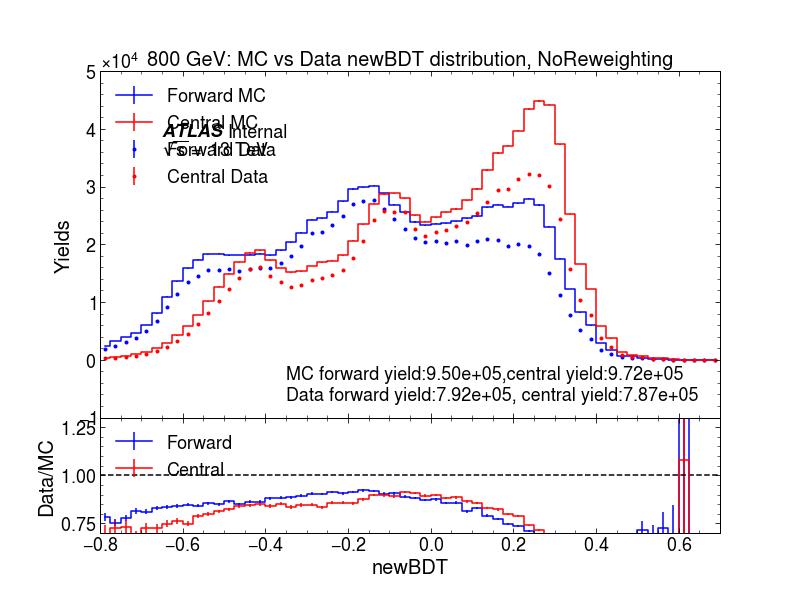 ×10⁴ 800 GeV: MC vs Data newBDT distribution, NoReweighting
5
Forward MC
4
Central MC
ATLAS Internal
√s = 13 TeV
Forward Data
Central Data
3
2
1
0
−1
Yields
MC forward yield:9.50e+05,central yield:9.72e+05
Data forward yield:7.92e+05, central yield:7.87e+05
1.25
Forward
1.00
Central
0.75
Data/MC
−0.8 −0.6 −0.4 −0.2 0.0 0.2 0.4 0.6
newBDT